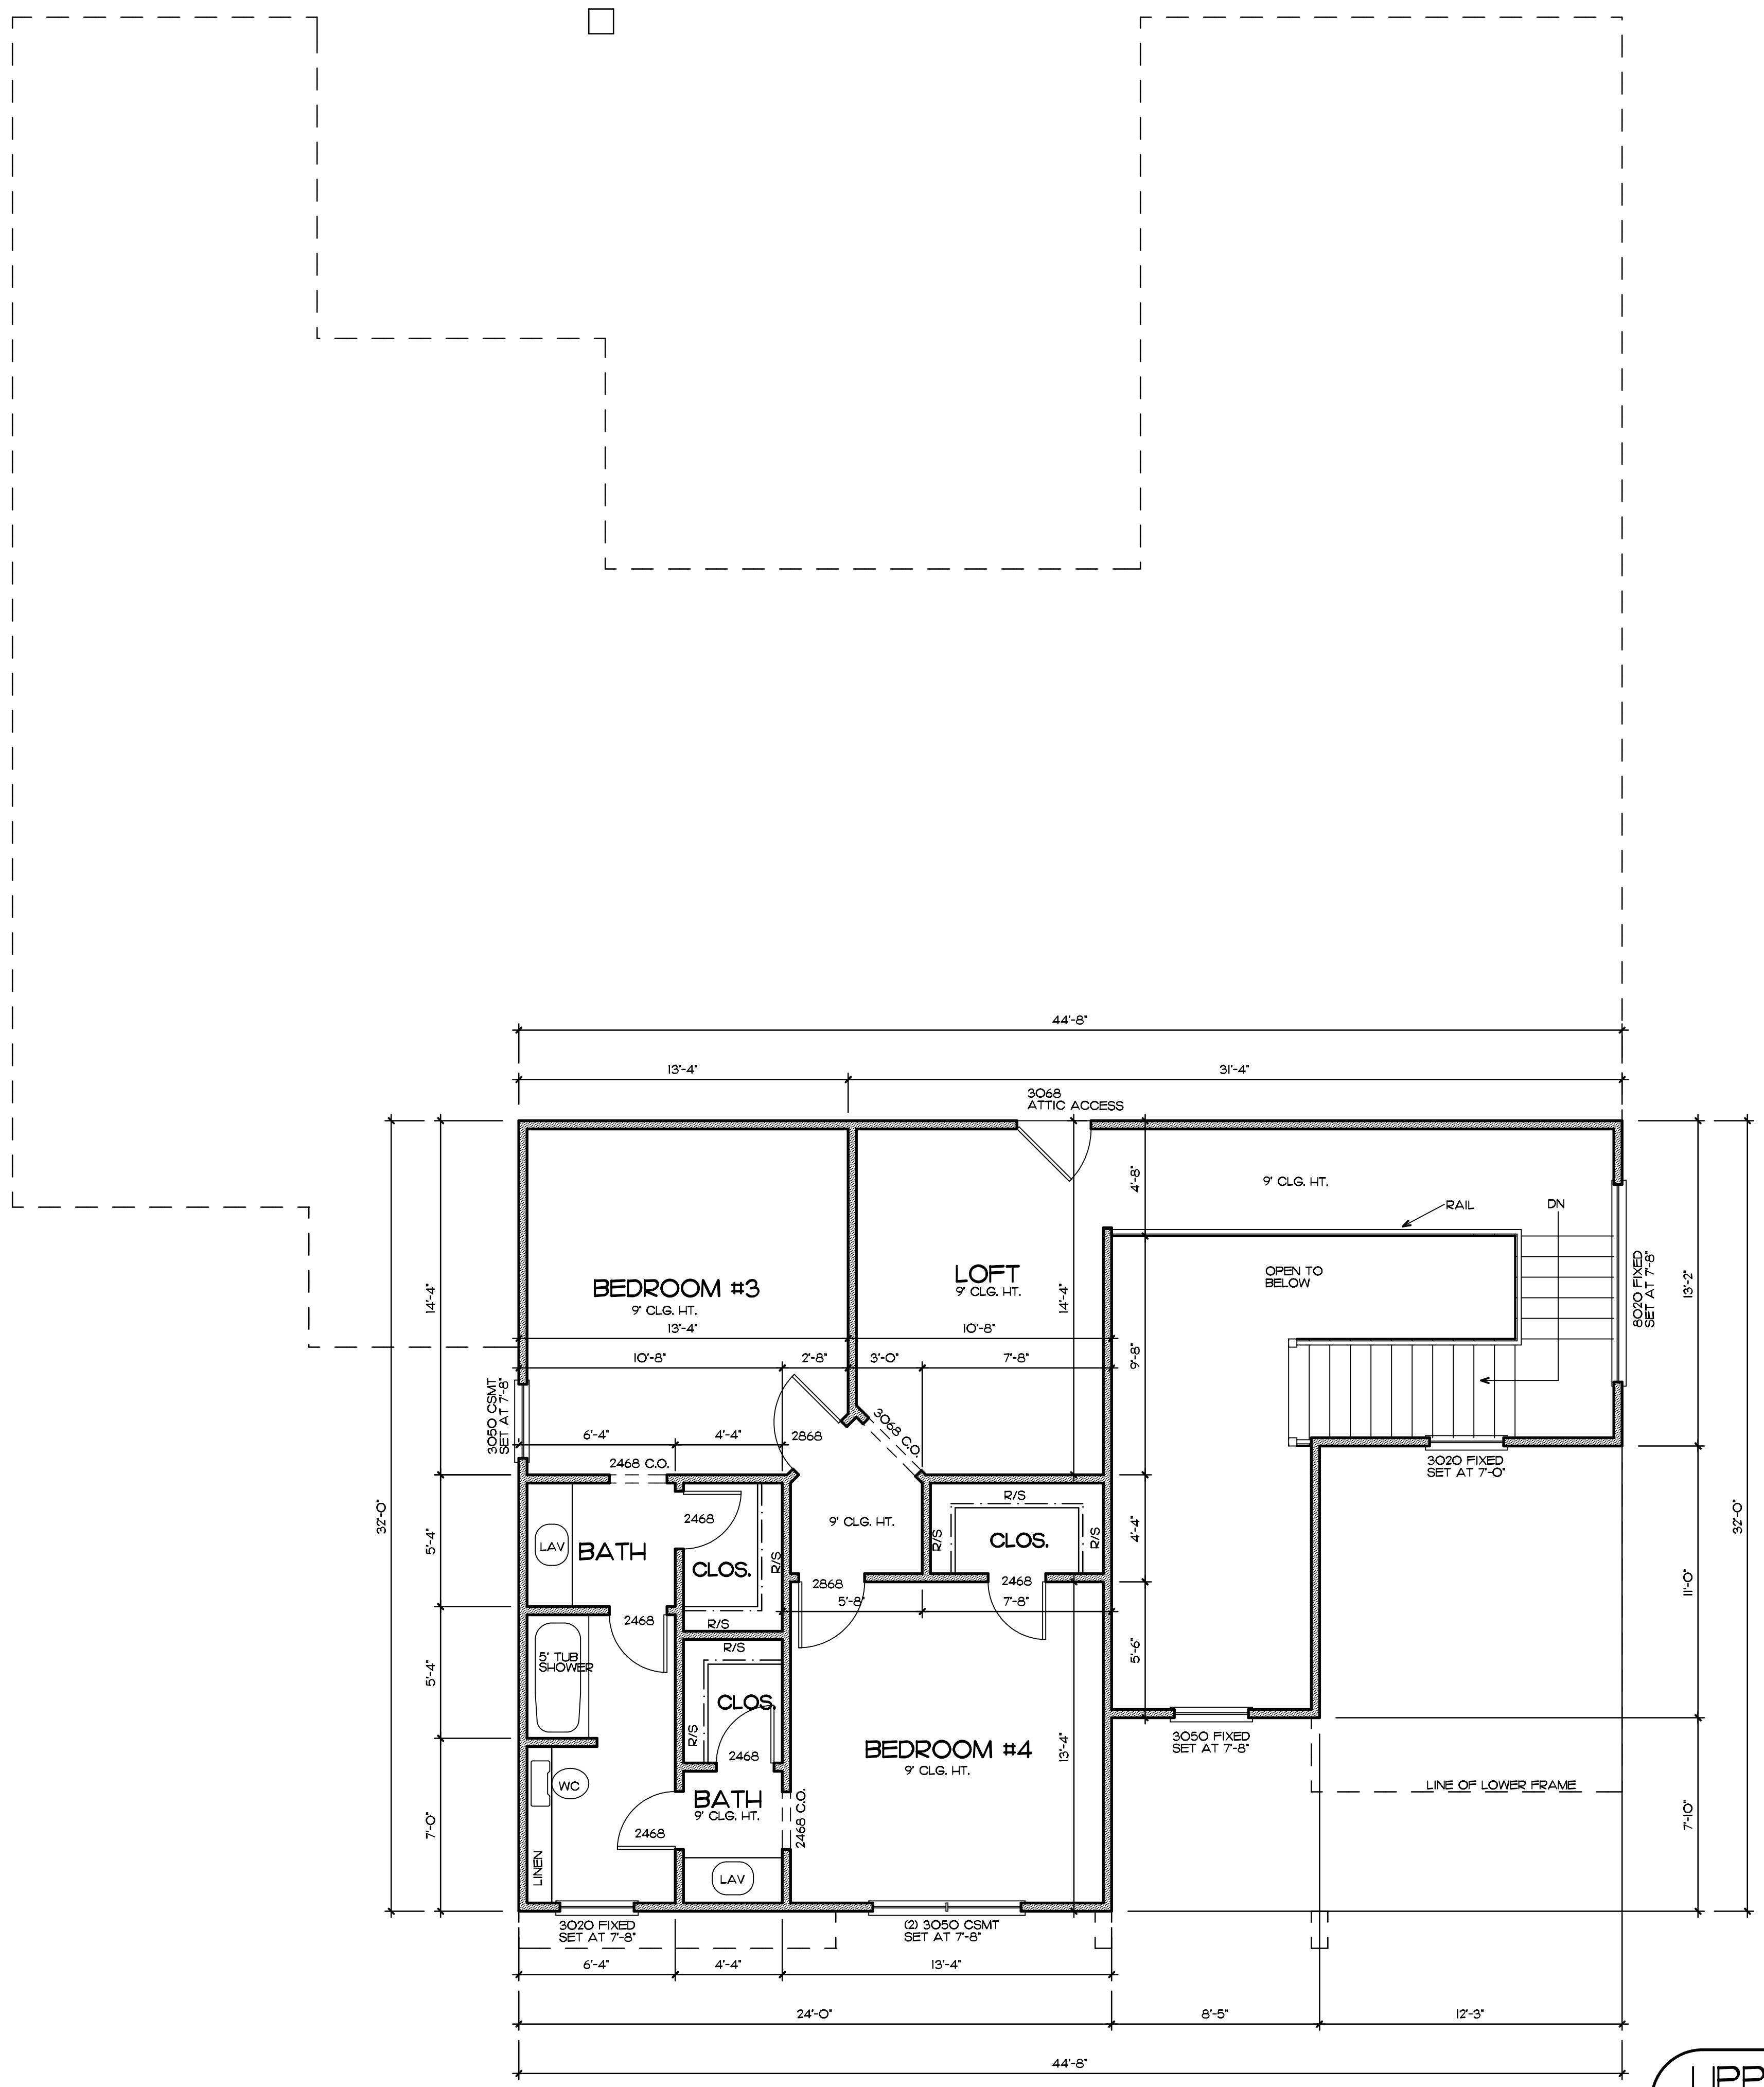 44'-8"
13'-4"
31'-4"
3068
ATTIC ACCESS
9' CLG. HT.
RAIL
DN
4'-8"
OPEN TO
BELOW
BEDROOM #3
9' CLG. HT.
13'-4"
LOFT
9' CLG. HT.
10'-8"
14'-4"
14'-4"
8020 FIXED
SET AT 7'-8"
13'-2"
10'-8"
2'-8"
3'-0"
7'-8"
9'-8"
3050 CSMT
SET AT 7'-8"
6'-4"
4'-4"
2868
3068 C.O.
2468 C.O.
3020 FIXED
SET AT 7'-0"
32'-0"
32'-0"
5'-4"
LAV
BATH
2468
CLOS.
R/S
R/S
9' CLG. HT.
R/S
R/S
R/S
CLOS.
4'-4"
2868
2468
5'-8"
7'-8"
11'-0"
2468
5' TUB
SHOWER
5'-4"
R/S
CLOS.
R/S
2468
5'-6"
BEDROOM #4
9' CLG. HT.
13'-4"
3050 FIXED
SET AT 7'-8"
LINE OF LOWER FRAME
WC
BATH
9' CLG. HT.
2468 C.O.
2468
7'-0"
LINEN
LAV
7'-10"
3020 FIXED
SET AT 7'-8"
(2) 3050 CSMT
SET AT 7'-8"
6'-4"
4'-4"
13'-4"
24'-0"
8'-5"
12'-3"
44'-8"